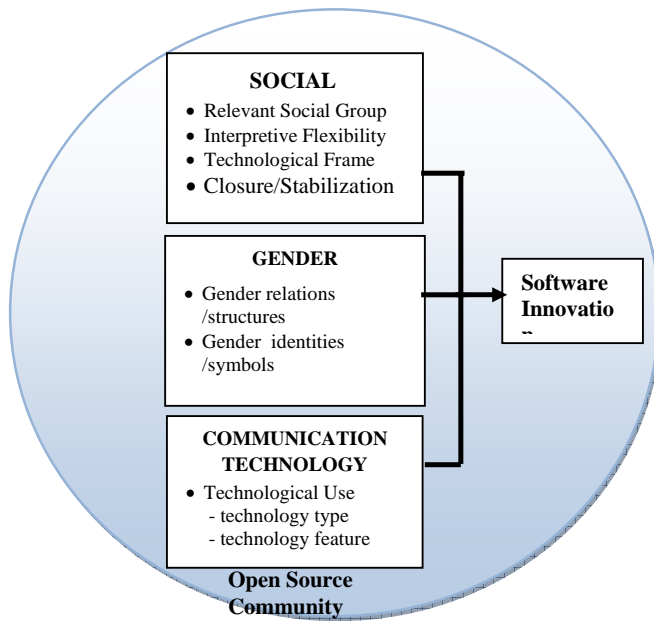 SOCIAL
• Relevant Social Group
• Interpretive Flexibility
• Technological Frame
• Closure/Stabilization
GENDER
• Gender relations
/structures
• Gender identities
/symbols
Software
Innovatio
n
COMMUNICATION
TECHNOLOGY
• Technological Use
- technology type
- technology feature
Open Source
Community